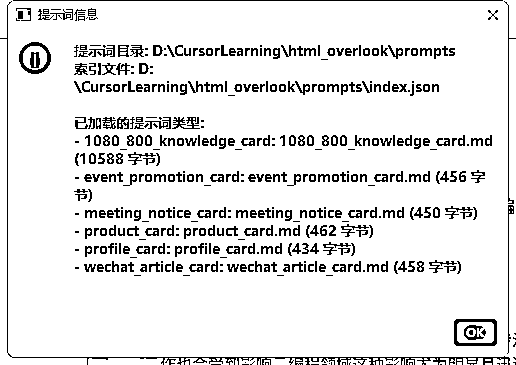 提示词信息
提示词目录: D:\CursorLearning\html_overlook\prompts
索引文件: D:
\CursorLearning\html_overlook\prompts\index.json
已加载的提示词类型:
- 1080_800_knowledge_card: 1080_800_knowledge_card.md
(10588 字节)
- event_promotion_card: event_promotion_card.md (456 字
节)
- meeting_notice_card: meeting_notice_card.md (450 字节)
- product_card: product_card.md (462 字节)
- profile_card: profile_card.md (434 字节)
- wechat_article_card: wechat_article_card.md (458 字节)
OK